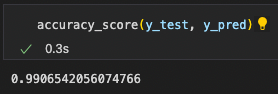 accuracy_score(y_test, y_pred)
0.3s
0.9906542056074766